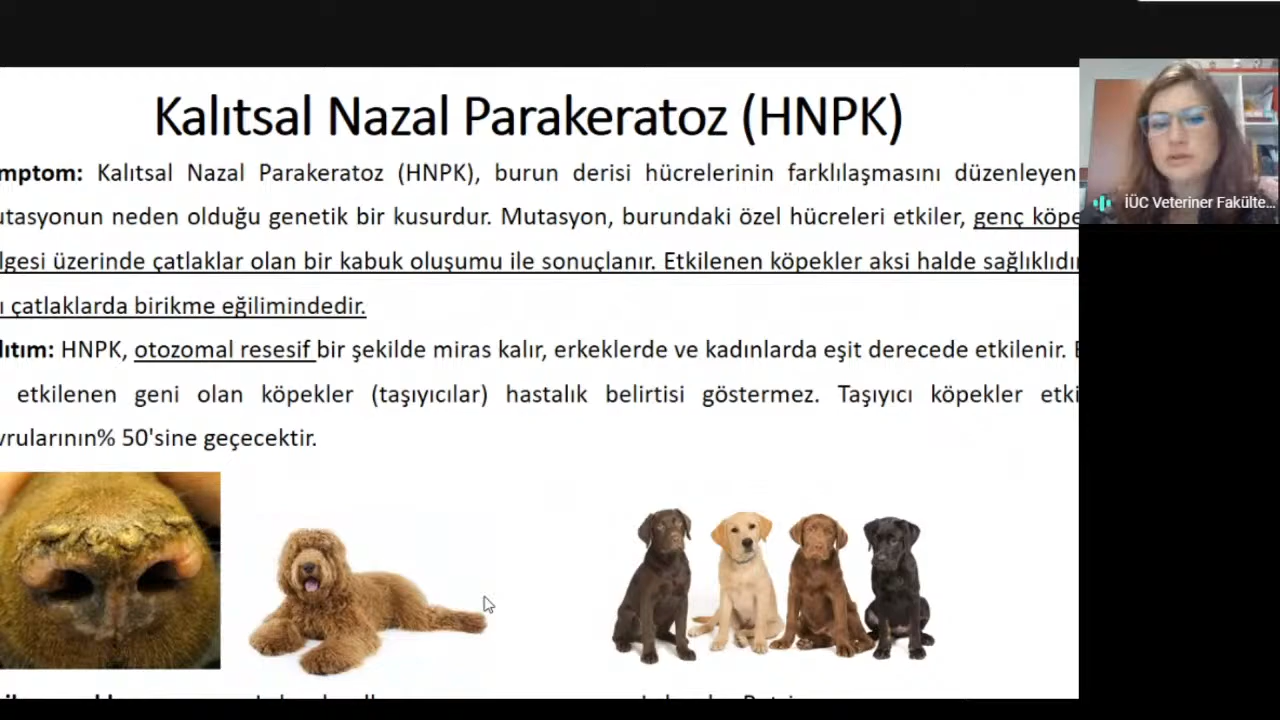 Kalıtsal Nazal Parakeratoz (HNPK)
mptom: Kalıtsal Nazal Parakeratoz (HNPK), burun derisi hücrelerinin farklılaşmasını düzenleyen
utasyonun neden olduğu genetik bir kusurdur. Mutasyon, burundaki özel hücreleri etkiler, genç köpe
lgesi üzerinde çatlaklar olan bir kabuk oluşumu ile sonuçlanır. Etkilenen köpekler aksi halde sağlıklıdı
ı çatlaklarda birikme eğilimindedir.
lıtım: HNPK, otozomal resesif bir şekilde miras kalır, erkeklerde ve kadınlarda eşit derecede etkilenir.
etkilenen geni olan köpekler (taşıyıcılar) hastalık belirtisi göstermez. Taşıyıcı köpekler etki
vrularının% 50'sine geçecektir.
İÜC Veteriner Fakülte...